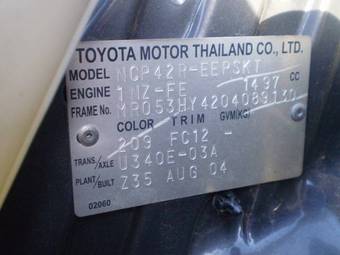 TOYOTA MOTOR THAILAND CO., LTD.
MODEL NCP42R-EEPSKT
ENGINE 1NZ-FE 1497 CC
FRAME No. MR053HY4204089130
COLOR TRIM GVM(KG)
209 FC12 -
TRANS./AXLE U340E-03A
PLANT/BUILT Z35 AUG 04
02060